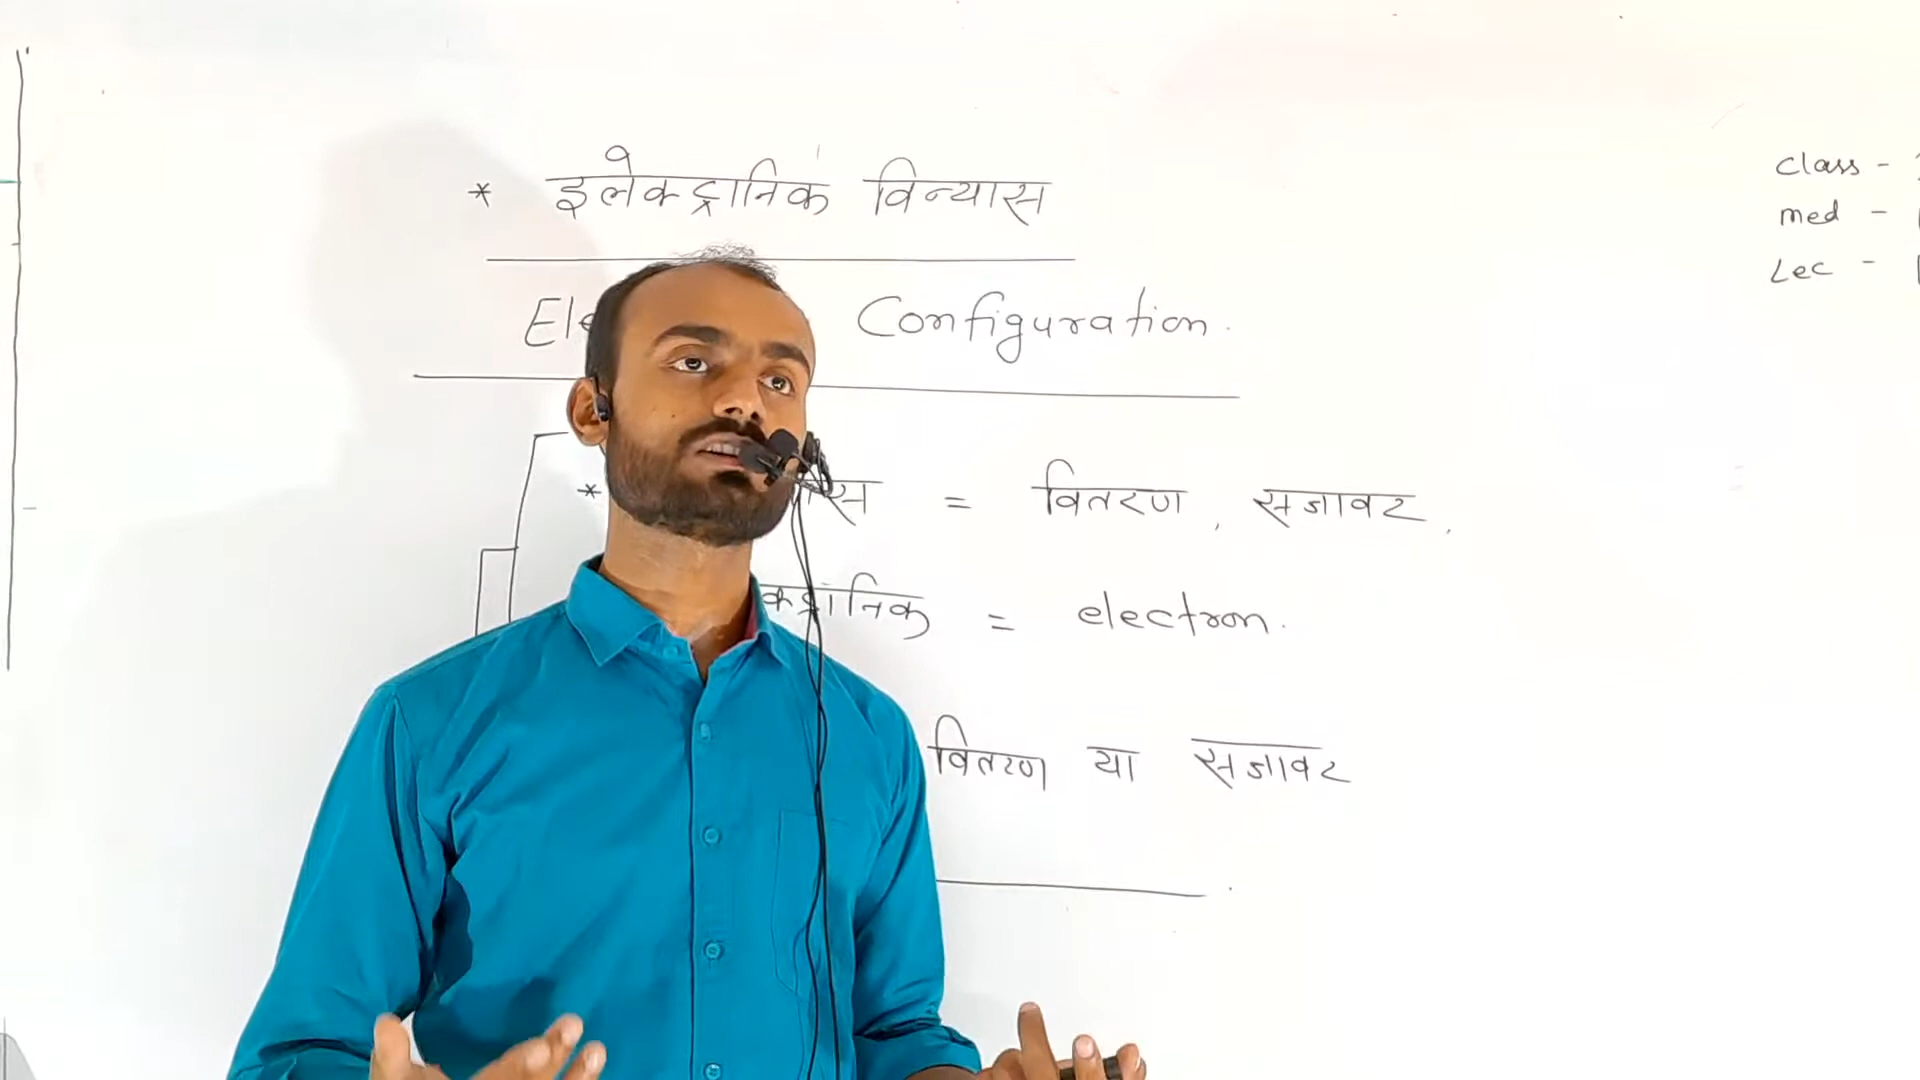 * इलेक्ट्रानिक विन्यास
Configuration.
class -
med -
Lec -
* = वितरण , सजावट ,
= electron.
वितरण या सजावट